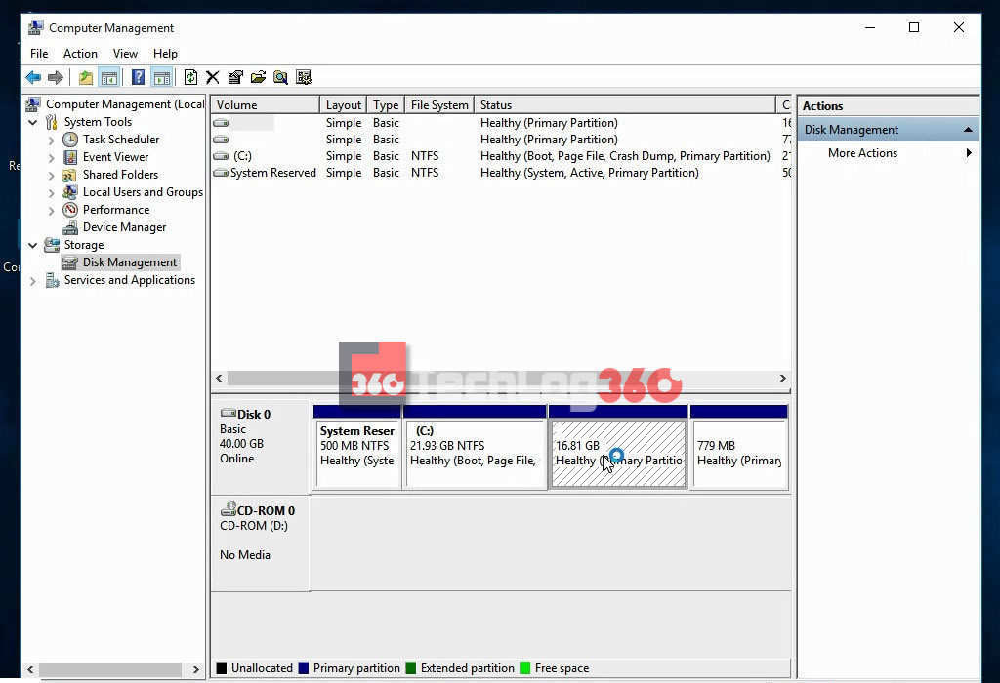 Computer Management
File Action View Help
Computer Management (Local
System Tools
Task Scheduler
Event Viewer
Shared Folders
Local Users and Groups
Performance
Device Manager
Storage
Disk Management
Services and Applications
Volume Layout Type File System Status C
Simple Basic Healthy (Primary Partition) 16
Simple Basic Healthy (Primary Partition) 77
(C:) Simple Basic NTFS Healthy (Boot, Page File, Crash Dump, Primary Partition) 21
System Reserved Simple Basic NTFS Healthy (System, Active, Primary Partition) 50
Actions
Disk Management
More Actions
Re
Co
360 TechLog360
Disk 0
Basic
40.00 GB
Online
System Reser
500 MB NTFS
Healthy (Syste
(C:)
21.93 GB NTFS
Healthy (Boot, Page File,
16.81 GB
Healthy (Primary Partitio
779 MB
Healthy (Primary
CD-ROM 0
CD-ROM (D:)
No Media
Unallocated Primary partition Extended partition Free space